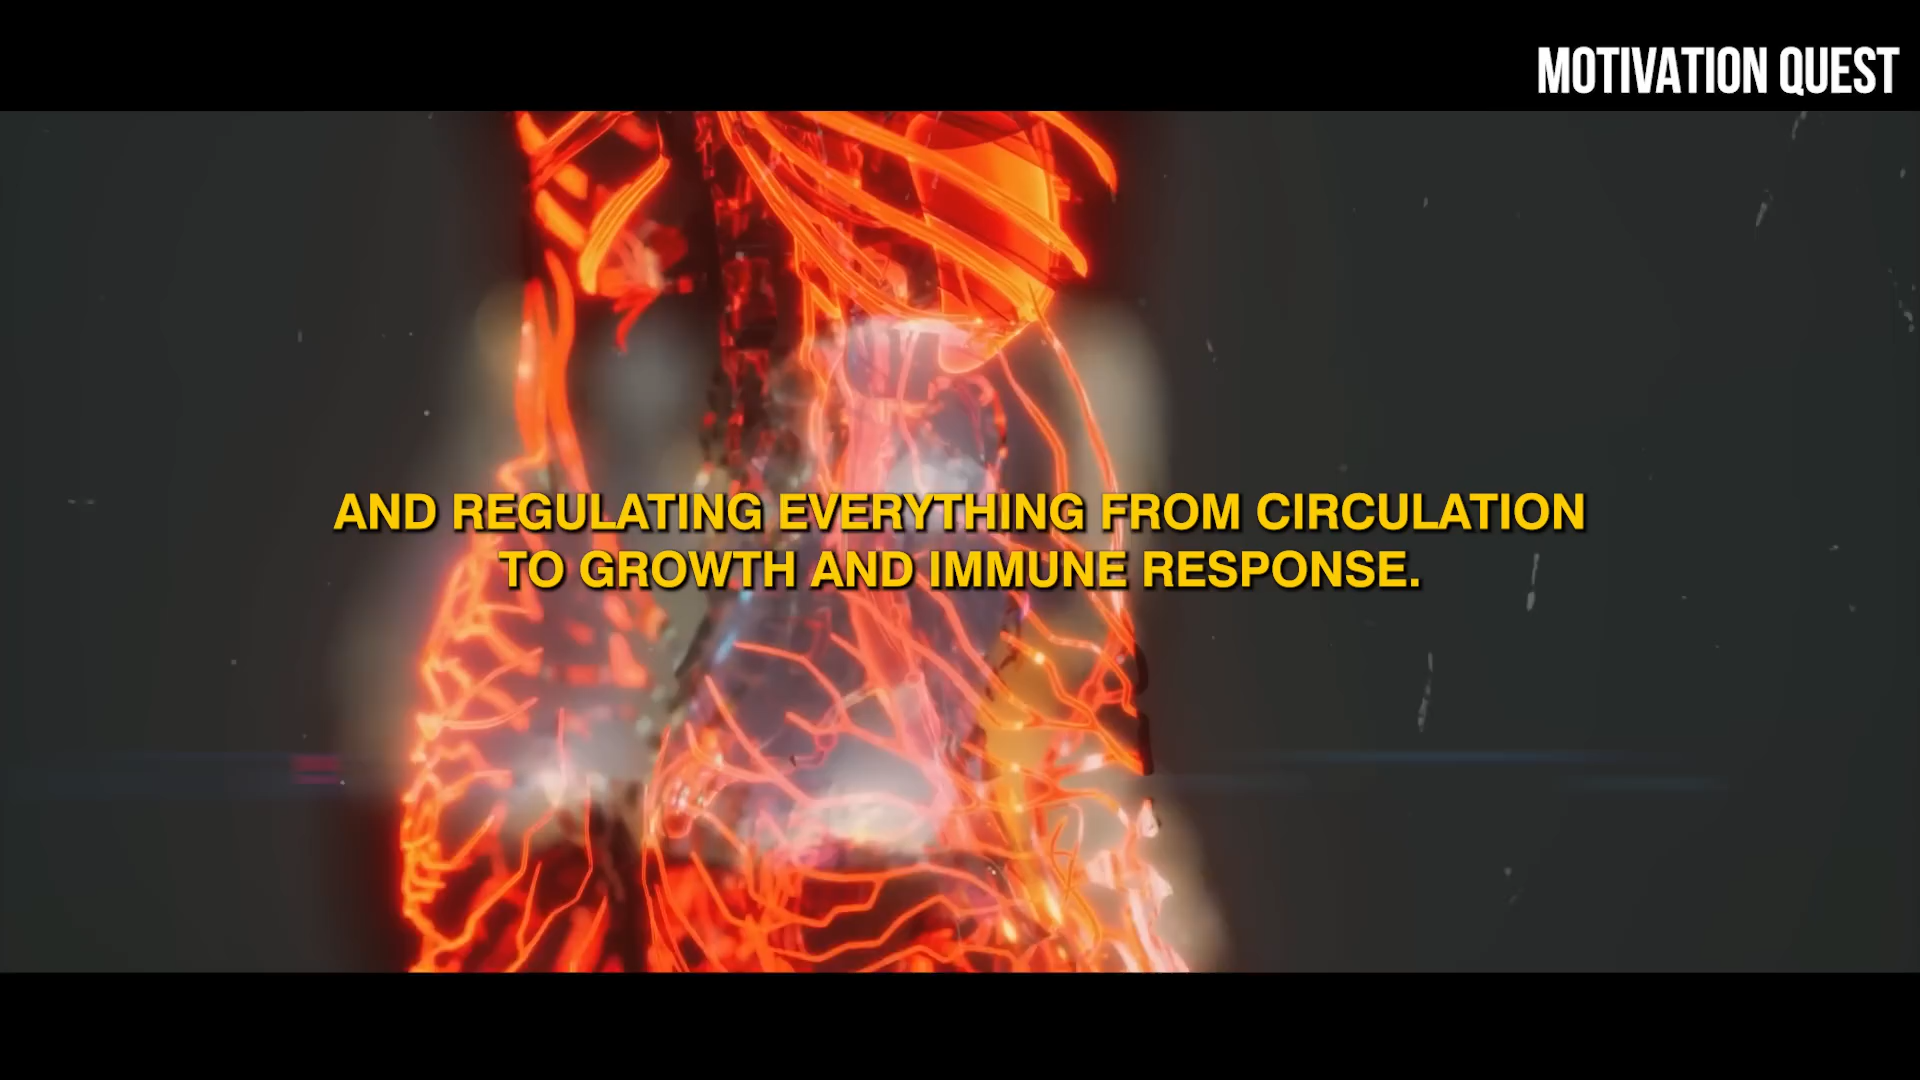 MOTIVATION QUEST
AND REGULATING EVERYTHING FROM CIRCULATION
TO GROWTH AND IMMUNE RESPONSE.